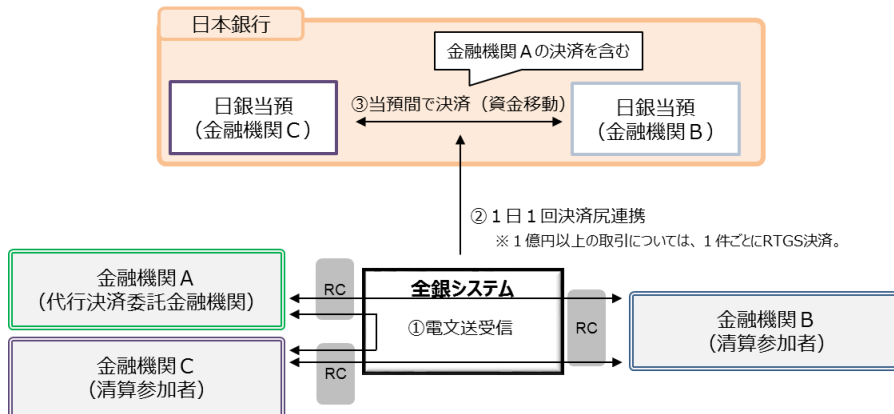 日本銀行
金融機関Aの決済を含む
日銀当預
(金融機関C)
③当預間で決済(資金移動)
日銀当預
(金融機関B)
②1日1回決済尻連携
※1億円以上の取引については、1件ごとにRTGS決済。
金融機関A
(代行決済委託金融機関)
RC
全銀システム
①電文送受信
RC
金融機関B
(清算参加者)
金融機関C
(清算参加者)
RC